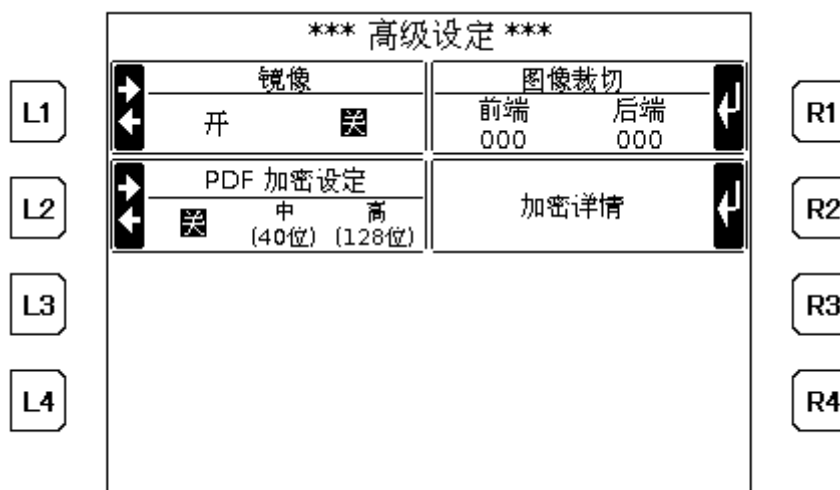 *** 高级设定 ***
L1
镜像
开 关
图像裁切
前端 后端
000 000
R1
L2
PDF 加密设定
关 中 高
(40位) (128位)
加密详情
R2
L3
R3
L4
R4